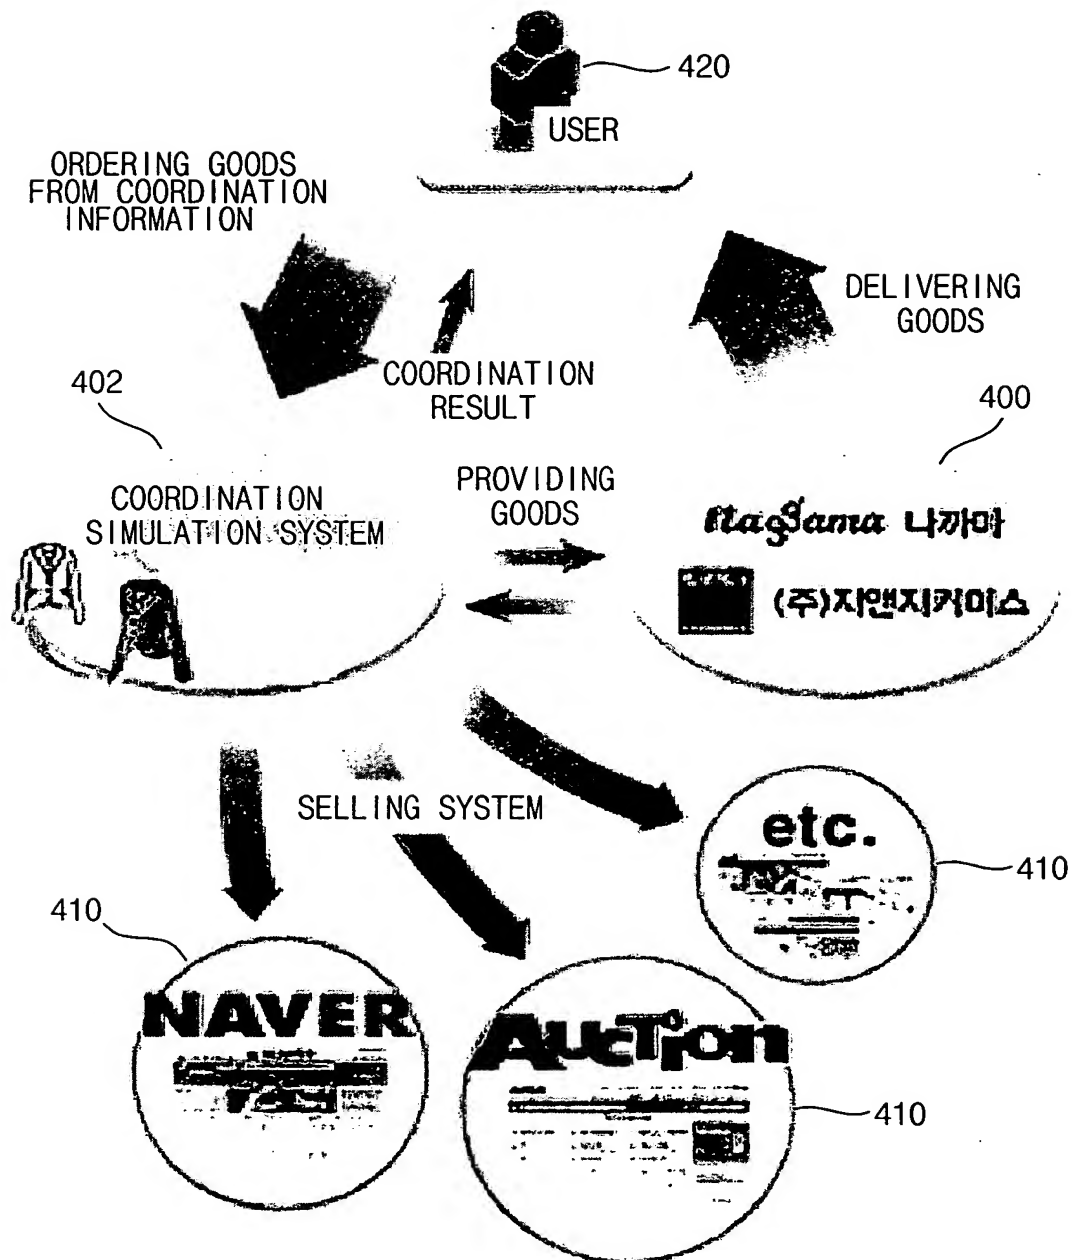 420
USER
ORDERING GOODS
FROM COORDINATION
INFORMATION
DELIVERING
GOODS
COORDINATION
RESULT
402
400
COORDINATION
SIMULATION SYSTEM
PROVIDING
GOODS
나까마
(주)지앤지커머스
SELLING SYSTEM
etc.
410
410
NAVER
AUCTION
410